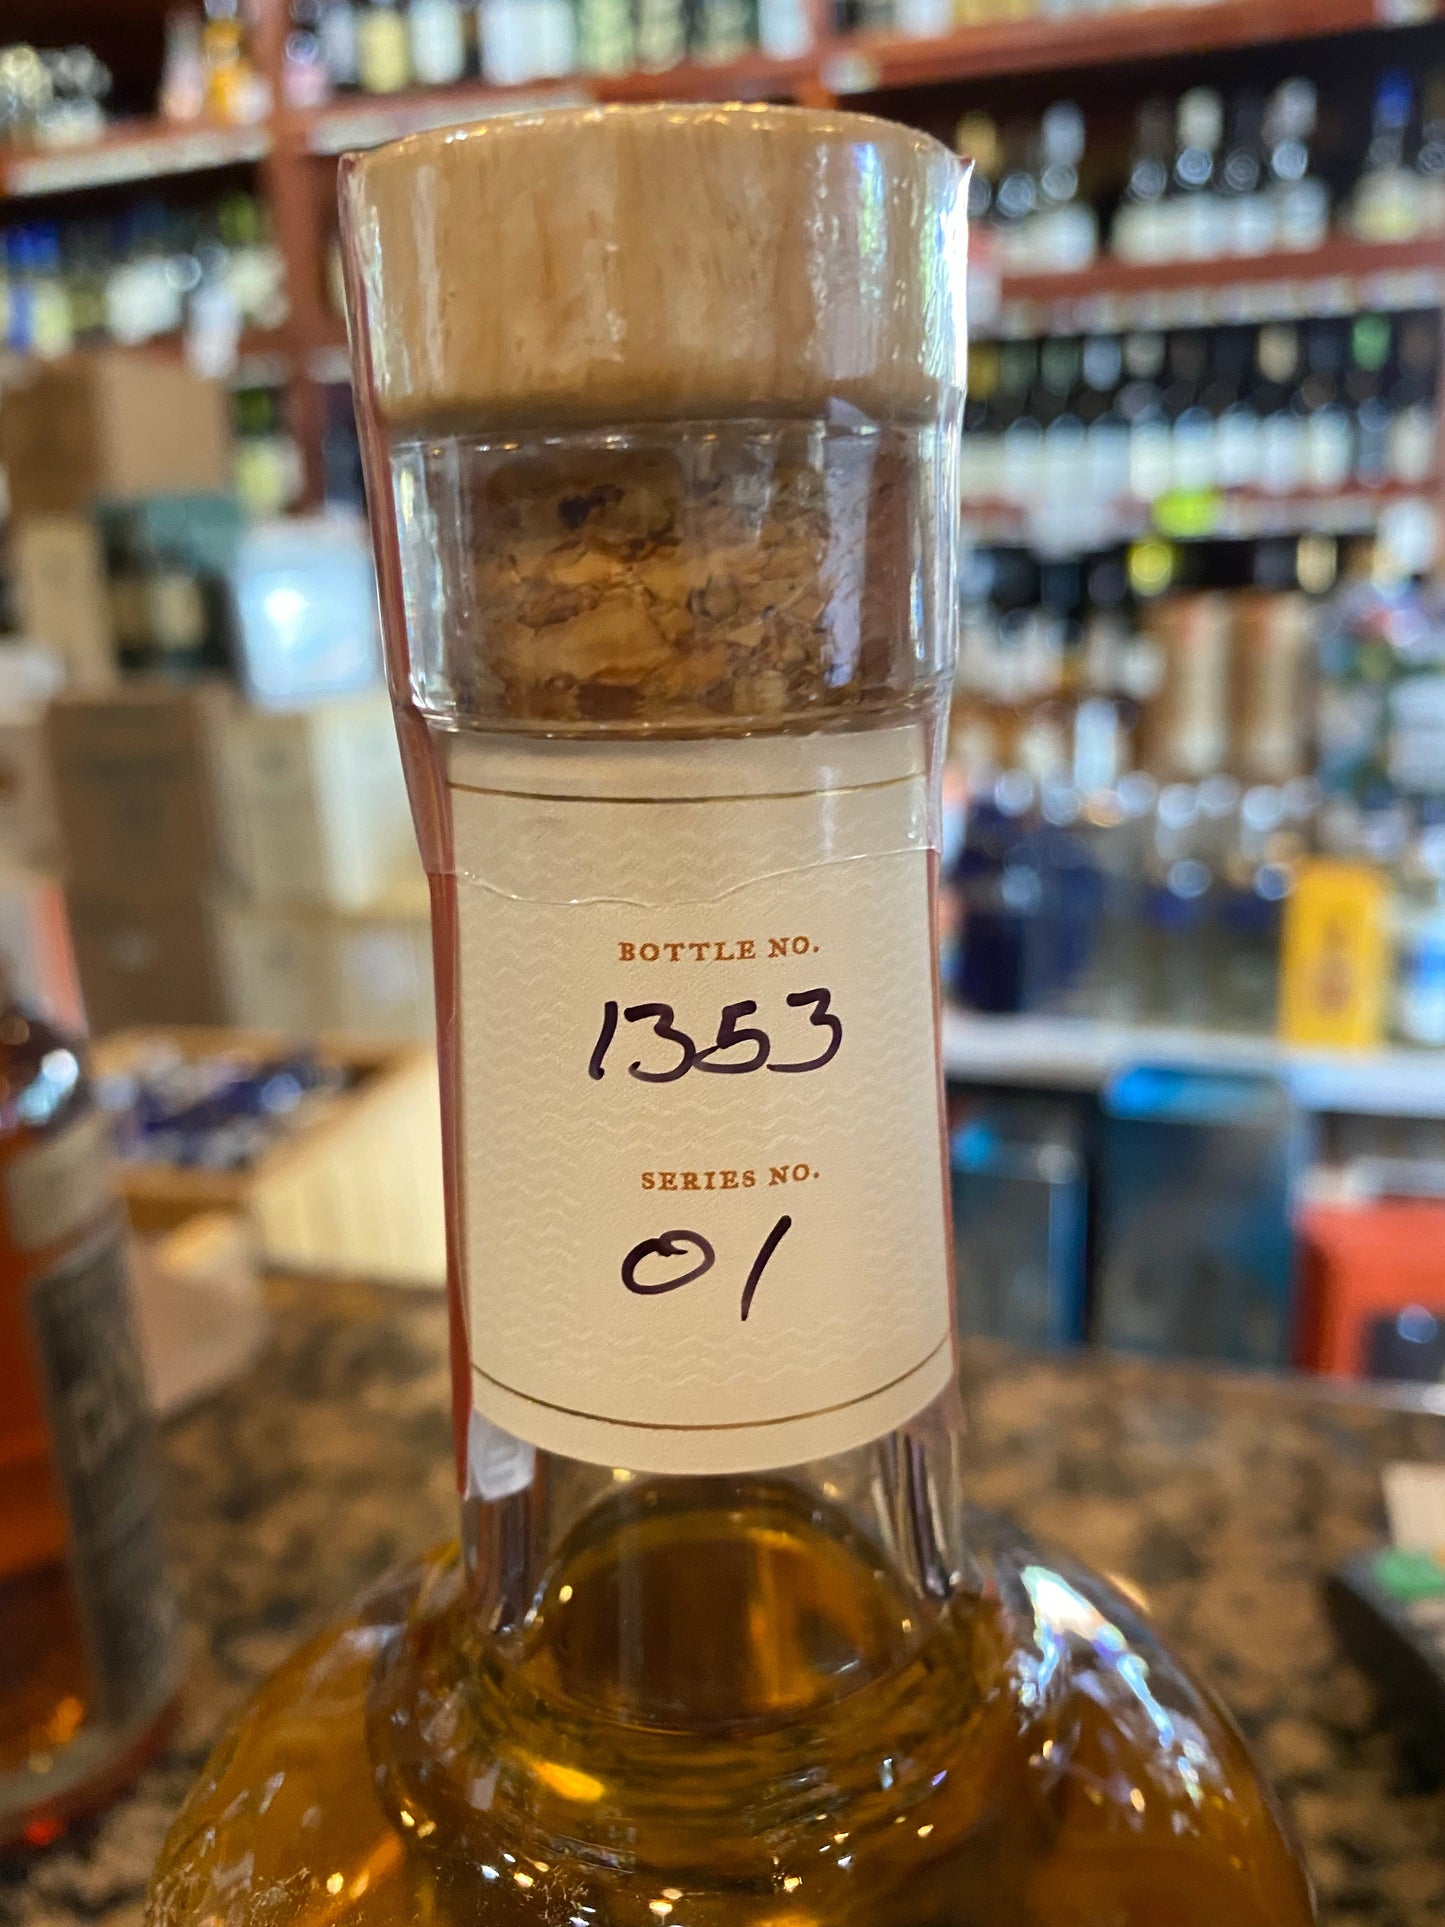 BOTTLE NO.
1353
SERIES NO.
01